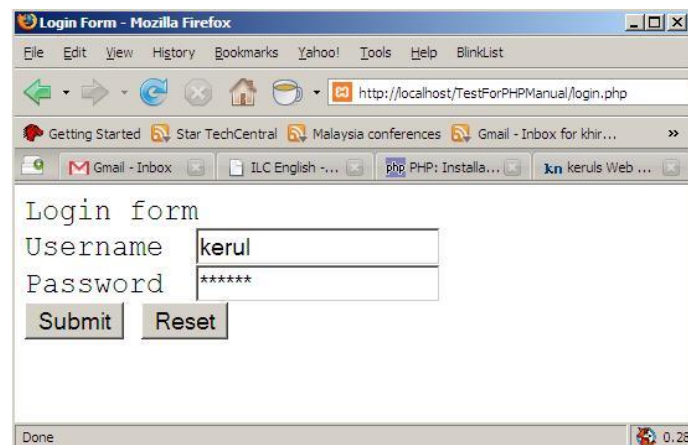 Login Form - Mozilla Firefox
File Edit View History Bookmarks Yahoo! Tools Help BlinkList
http://localhost/TestForPHPManual/login.php
Getting Started Star TechCentral Malaysia conferences Gmail - Inbox for khir... »
Gmail - Inbox ILC English -... php PHP: Installa... kn keruls Web ...
Login form
Username kerul
Password ******
Submit Reset
Done 0.28